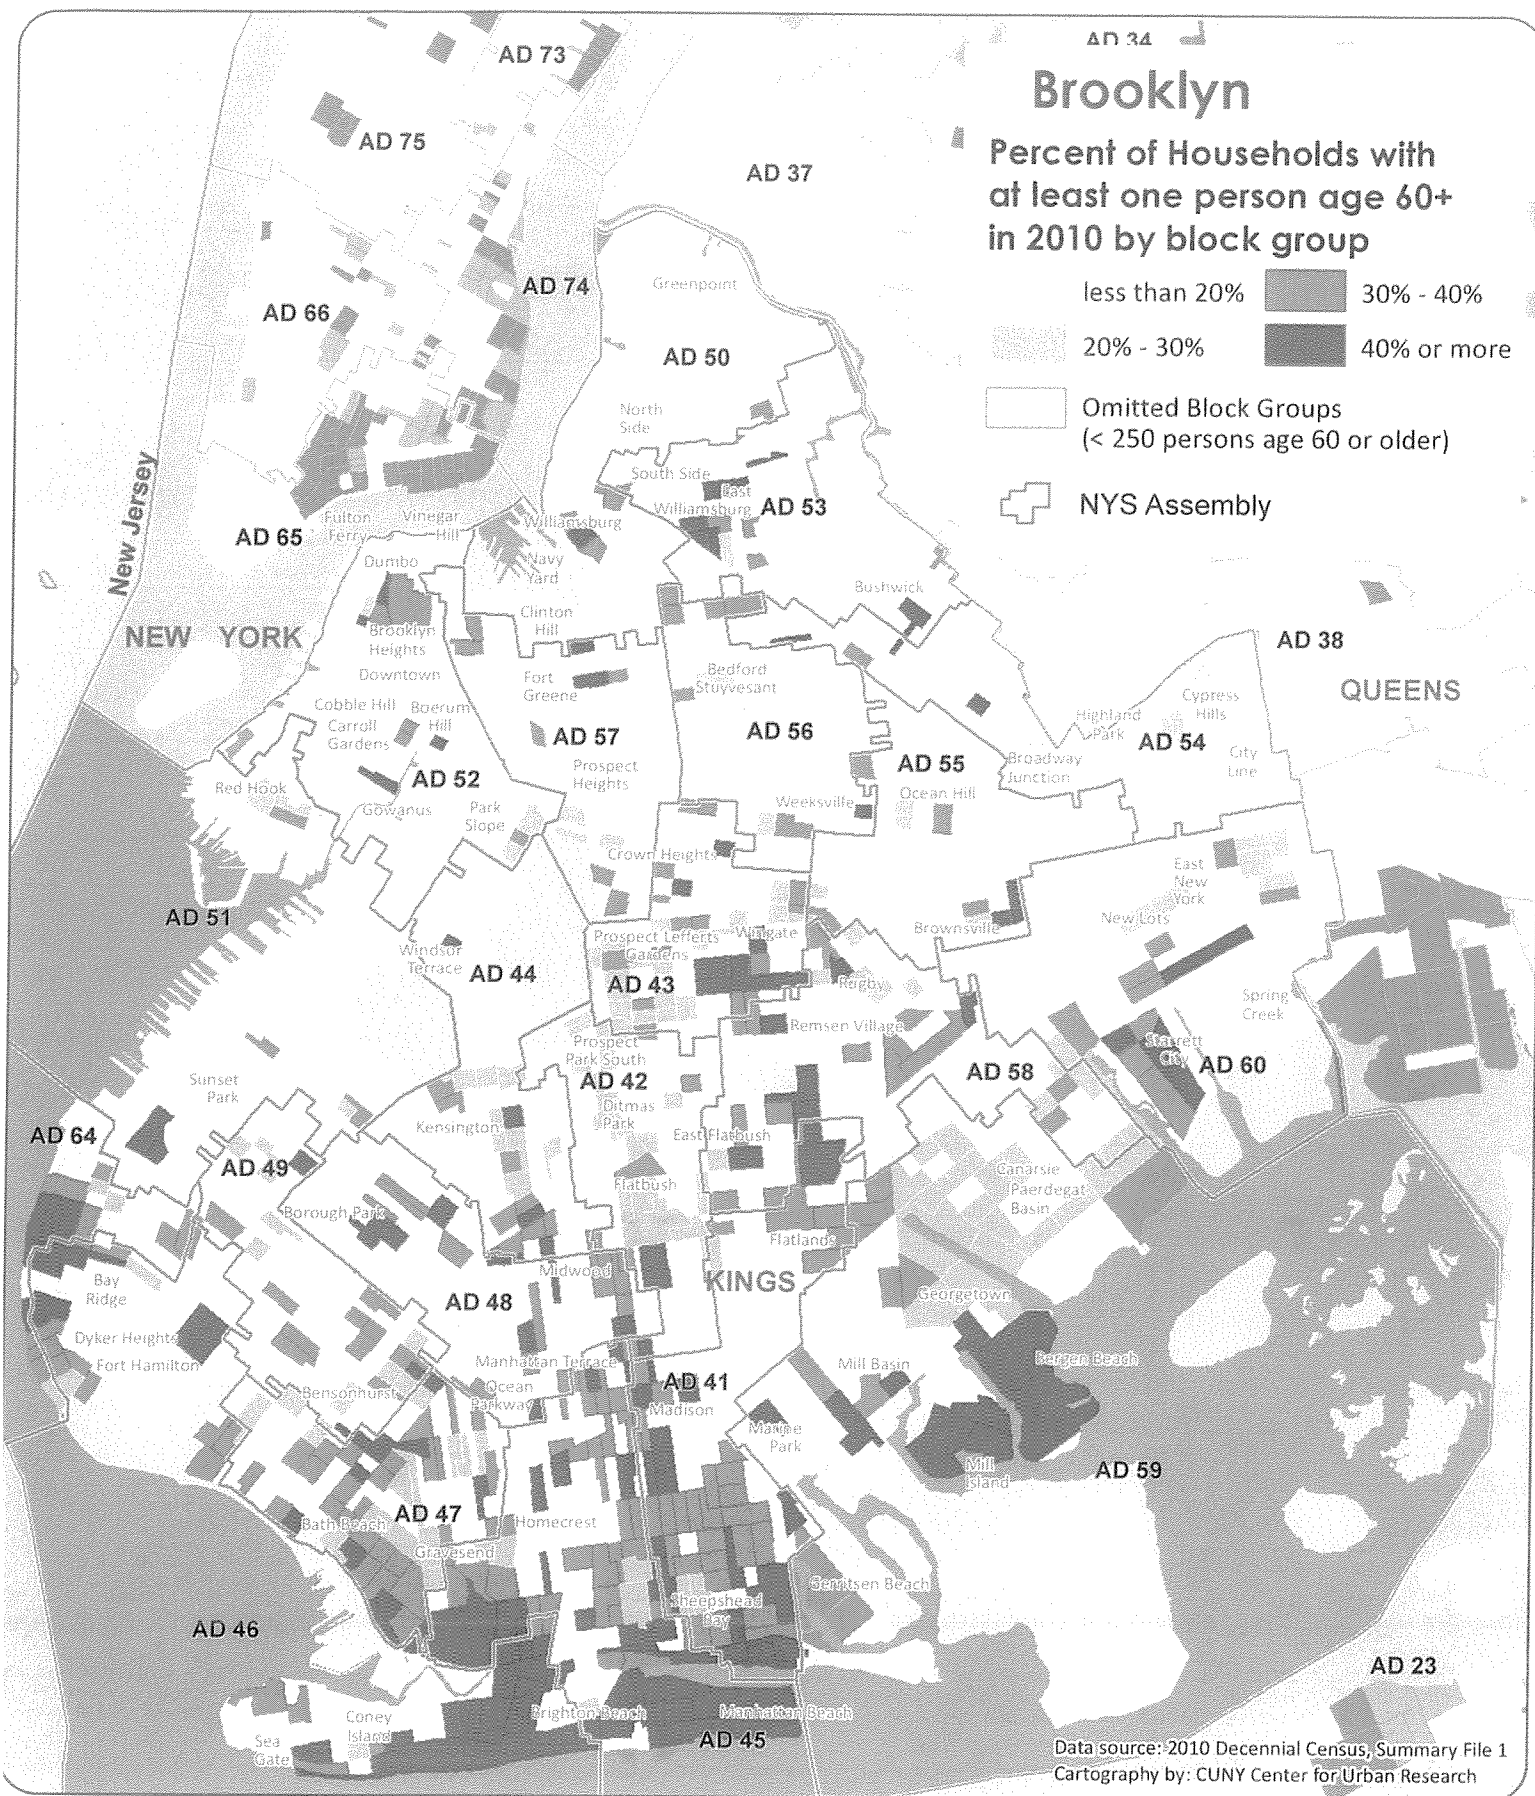 AD 73
AD 34
Brooklyn
AD 75
Percent of Households with
at least one person age 60+
in 2010 by block group
AD 37
less than 20%
30% - 40%
20% - 30%
40% or more
Omitted Block Groups
(< 250 persons age 60 or older)
NYS Assembly
AD 74
Greenpoint
AD 66
AD 50
North
Side
South Side
East
Williamsburg
AD 53
New Jersey
AD 65
Fulton
Ferry
Vinegar
Hill
Williamsburg
Navy
Yard
Dumbo
Bushwick
Clinton
Hill
NEW YORK
Brooklyn
Heights
AD 38
QUEENS
Downtown
Fort
Greene
Bedford
Stuyvesant
Cypress
Hills
Cobble Hill
Boerum
Hill
Carroll
Gardens
AD 57
AD 56
Highland
Park
AD 54
City
Line
AD 55
Broadway
Junction
Prospect
Heights
AD 52
Red Hook
Gowanus
Park
Slope
Weeksville
Ocean Hill
Crown Heights
East
New
York
AD 51
New Lots
Brownsville
Wingate
Prospect Lefferts
Gardens
Windsor
Terrace
AD 44
AD 43
Rugby
Spring
Creek
Remsen Village
Starrett
City
AD 60
Prospect
Park South
AD 58
AD 42
Sunset
Park
Ditmas
Park
AD 64
Kensington
East Flatbush
AD 49
Canarsie
Paerdegat
Basin
Flatbush
Borough Park
Flatlands
Bay
Ridge
Midwood
KINGS
AD 48
Georgetown
Dyker Heights
Fort Hamilton
Manhattan Terrace
Mill Basin
Bergen Beach
AD 41
Madison
Ocean
Parkway
Bensonhurst
Marine
Park
Mill
Island
AD 59
AD 47
Bath Beach
Homecrest
Gravesend
Gerritsen Beach
Sheepshead
Bay
AD 46
AD 23
Coney
Island
Brighton Beach
Manhattan Beach
Sea
Gate
AD 45
Data source: 2010 Decennial Census, Summary File 1
Cartography by: CUNY Center for Urban Research